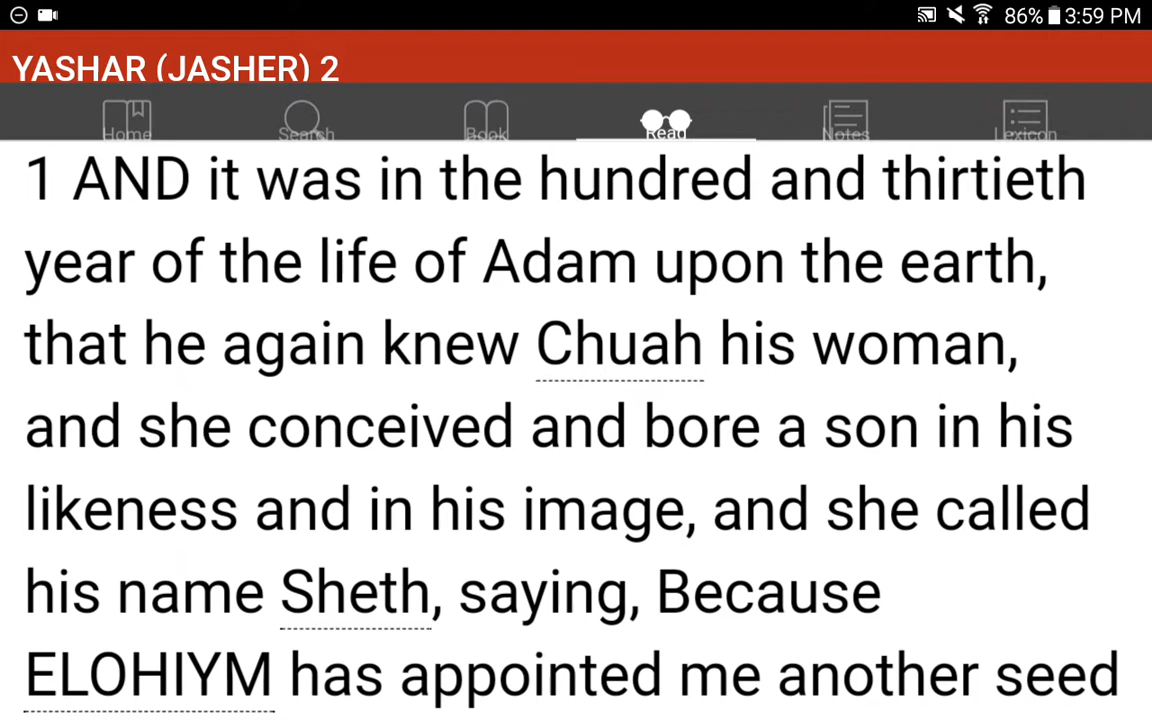 86% 3:59 PM
YASHAR (JASHER) 2
Home Search Book Read Notes Lexicon
1 AND it was in the hundred and thirtieth
year of the life of Adam upon the earth,
that he again knew Chuah his woman,
and she conceived and bore a son in his
likeness and in his image, and she called
his name Sheth, saying, Because
ELOHIYM has appointed me another seed